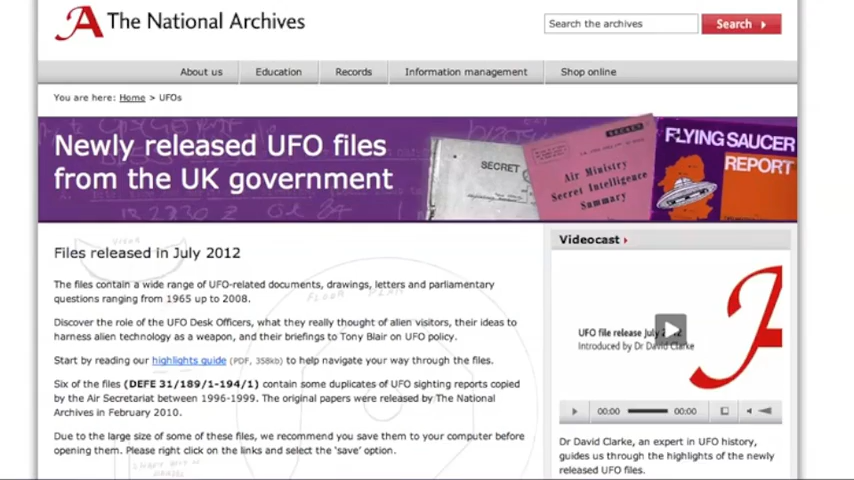 The National Archives
Search the archives
Search
About us
Education
Records
Information management
Shop online
You are here: Home > UFOs
Newly released UFO files
from the UK government
SECRET
SECRET
Air Ministry
Secret Intelligence
Summary
FLYING SAUCER
REPORT
Files released in July 2012
The files contain a wide range of UFO-related documents, drawings, letters and parliamentary
questions ranging from 1965 up to 2008.
Discover the role of the UFO Desk Officers, what they really thought of alien visitors, their ideas to
harness alien technology as a weapon, and their briefings to Tony Blair on UFO policy.
Start by reading our highlights guide (PDF, 358kb) to help navigate your way through the files.
Six of the files (DEFE 31/189/1-194/1) contain some duplicates of UFO sighting reports copied
by the Air Secretariat between 1996-1999. The original papers were released by The National
Archives in February 2010.
Due to the large size of some of these files, we recommend you save them to your computer before
opening them. Please right click on the links and select the 'save' option.
FLOOR PLAN
Videocast
UFO file release July 2012
Introduced by Dr David Clarke
00:00
00:00
Dr David Clarke, an expert in UFO history,
guides us through the highlights of the newly
released UFO files.